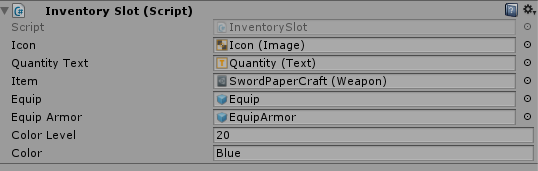 Inventory Slot (Script)
Script InventorySlot
Icon Icon (Image)
Quantity Text Quantity (Text)
Item SwordPaperCraft (Weapon)
Equip Equip
Equip Armor EquipArmor
Color Level 20
Color Blue